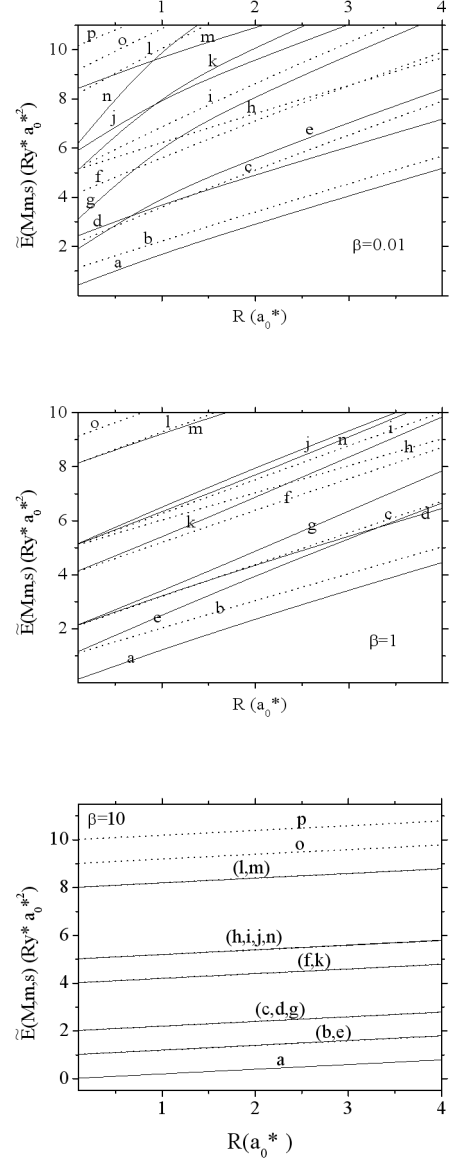 0 1 2 3 4
10
8
6
4
2
Ẽ(M,m,s) (Ry* a₀*²)
p
o
l
m
n
k
j
i
h
f
g
e
c
d
b
a
β=0.01
R (a₀*)
10
8
6
4
2
Ẽ(M,m,s) (Ry* a₀*²)
o
l
m
j
n
i
h
f
k
g
c
d
e
b
a
β=1
R (a₀*)
10
8
6
4
2
0
Ẽ(M,m,s) (Ry* a₀*²)
β=10
p
o
(l,m)
(h,i,j,n)
(f,k)
(c,d,g)
(b,e)
a
1 2 3 4
R(a₀* )